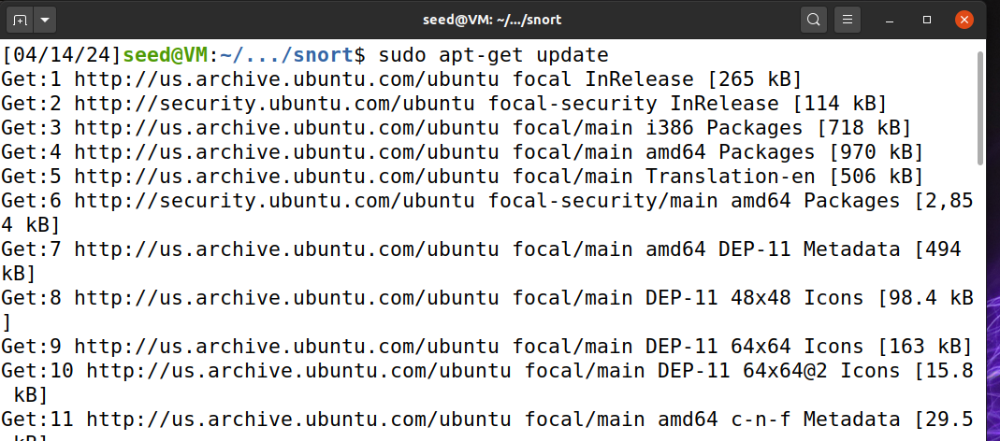 seed@VM: ~/.../snort
[04/14/24]seed@VM:~/.../snort$ sudo apt-get update
Get:1 http://us.archive.ubuntu.com/ubuntu focal InRelease [265 kB]
Get:2 http://security.ubuntu.com/ubuntu focal-security InRelease [114 kB]
Get:3 http://us.archive.ubuntu.com/ubuntu focal/main i386 Packages [718 kB]
Get:4 http://us.archive.ubuntu.com/ubuntu focal/main amd64 Packages [970 kB]
Get:5 http://us.archive.ubuntu.com/ubuntu focal/main Translation-en [506 kB]
Get:6 http://security.ubuntu.com/ubuntu focal-security/main amd64 Packages [2,85
4 kB]
Get:7 http://us.archive.ubuntu.com/ubuntu focal/main amd64 DEP-11 Metadata [494
kB]
Get:8 http://us.archive.ubuntu.com/ubuntu focal/main DEP-11 48x48 Icons [98.4 kB
]
Get:9 http://us.archive.ubuntu.com/ubuntu focal/main DEP-11 64x64 Icons [163 kB]
Get:10 http://us.archive.ubuntu.com/ubuntu focal/main DEP-11 64x64@2 Icons [15.8
 kB]
Get:11 http://us.archive.ubuntu.com/ubuntu focal/main amd64 c-n-f Metadata [29.5
kB]